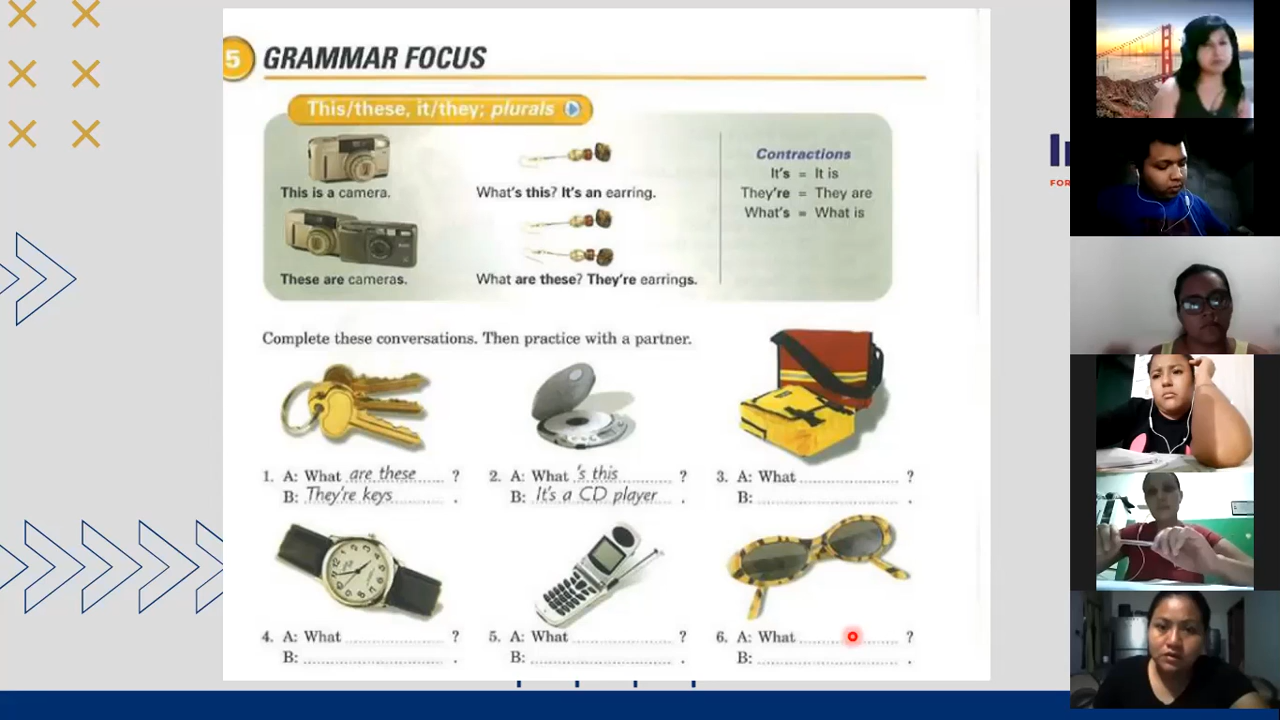 5 GRAMMAR FOCUS
This/these, it/they; plurals
This is a camera.
What's this? It's an earring.
These are cameras.
What are these? They're earrings.
Contractions
It's = It is
They're = They are
What's = What is
Complete these conversations. Then practice with a partner.
1. A: What are these ?
B: They're keys .
2. A: What 's this ?
B: It's a CD player .
3. A: What ?
B: .
4. A: What ?
B: .
5. A: What ?
B: .
6. A: What ?
B: .
FOR